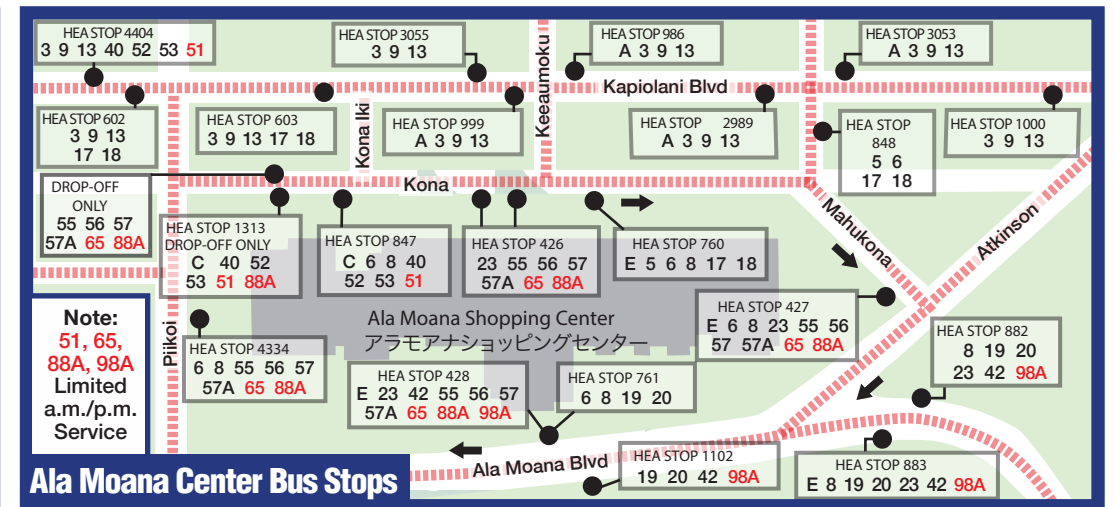 HEA STOP 4404
3 9 13 40 52 53 51
HEA STOP 3055
3 9 13
Keeaumoku
HEA STOP 986
A 3 9 13
HEA STOP 3053
A 3 9 13
Kapiolani Blvd
HEA STOP 602
3 9 13
17 18
HEA STOP 603
3 9 13 17 18
Kona Iki
HEA STOP 999
A 3 9 13
HEA STOP 2989
A 3 9 13
HEA STOP
848
5 6
17 18
HEA STOP 1000
3 9 13
DROP-OFF
ONLY
55 56 57
57A 65 88A
Kona
Mahukona
Atkinson
HEA STOP 1313
DROP-OFF ONLY
C 40 52
53 51 88A
HEA STOP 847
C 6 8 40
52 53 51
HEA STOP 426
23 55 56 57
57A 65 88A
HEA STOP 760
E 5 6 8 17 18
Note:
51, 65,
88A, 98A
Limited
a.m./p.m.
Service
Piikoi
Ala Moana Shopping Center
アラモアナショッピングセンター
HEA STOP 427
E 6 8 23 55 56
57 57A 65 88A
HEA STOP 4334
6 8 55 56 57
57A 65 88A
HEA STOP 882
8 19 20
23 42 98A
HEA STOP 428
E 23 42 55 56 57
57A 65 88A 98A
HEA STOP 761
6 8 19 20
Ala Moana Blvd
HEA STOP 1102
19 20 42 98A
HEA STOP 883
E 8 19 20 23 42 98A
Ala Moana Center Bus Stops